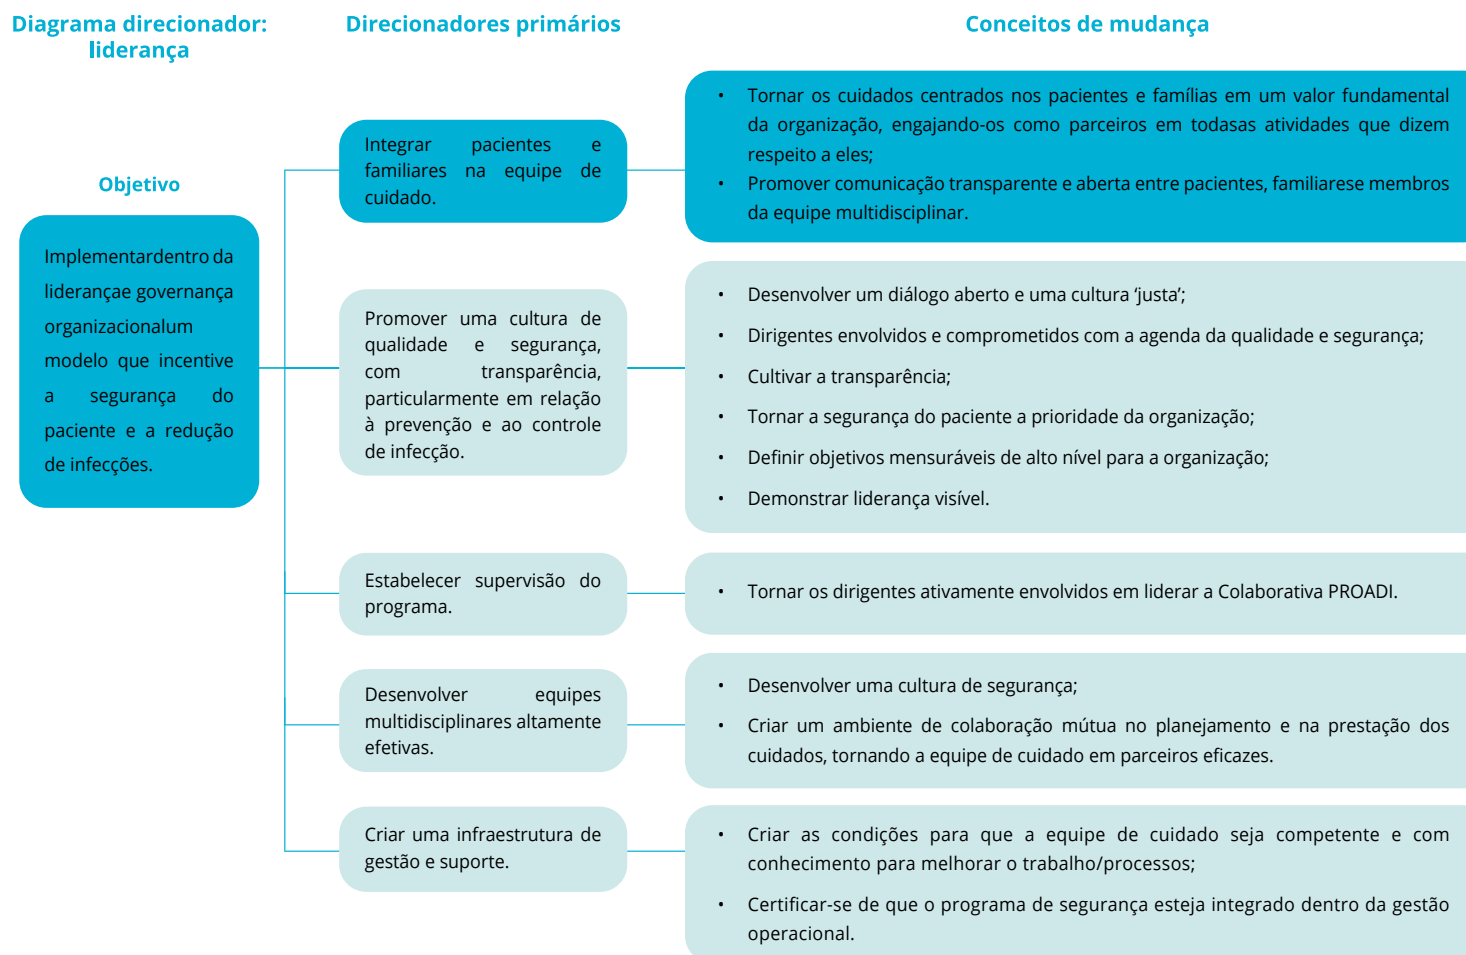 Diagrama direcionador:
liderança
Direcionadores primários
Conceitos de mudança
Objetivo
Implementardentro da
liderançae governança
organizacionalum
modelo que incentive
a segurança do
paciente e a redução
de infecções.
Integrar pacientes e
familiares na equipe de
cuidado.
• Tornar os cuidados centrados nos pacientes e famílias em um valor fundamental
da organização, engajando-os como parceiros em todasas atividades que dizem
respeito a eles;
• Promover comunicação transparente e aberta entre pacientes, familiarese membros
da equipe multidisciplinar.
Promover uma cultura de
qualidade e segurança,
com transparência,
particularmente em relação
à prevenção e ao controle
de infecção.
• Desenvolver um diálogo aberto e uma cultura ‘justa’;
• Dirigentes envolvidos e comprometidos com a agenda da qualidade e segurança;
• Cultivar a transparência;
• Tornar a segurança do paciente a prioridade da organização;
• Definir objetivos mensuráveis de alto nível para a organização;
• Demonstrar liderança visível.
Estabelecer supervisão do
programa.
• Tornar os dirigentes ativamente envolvidos em liderar a Colaborativa PROADI.
Desenvolver equipes
multidisciplinares altamente
efetivas.
• Desenvolver uma cultura de segurança;
• Criar um ambiente de colaboração mútua no planejamento e na prestação dos
cuidados, tornando a equipe de cuidado em parceiros eficazes.
Criar uma infraestrutura de
gestão e suporte.
• Criar as condições para que a equipe de cuidado seja competente e com
conhecimento para melhorar o trabalho/processos;
• Certificar-se de que o programa de segurança esteja integrado dentro da gestão
operacional.